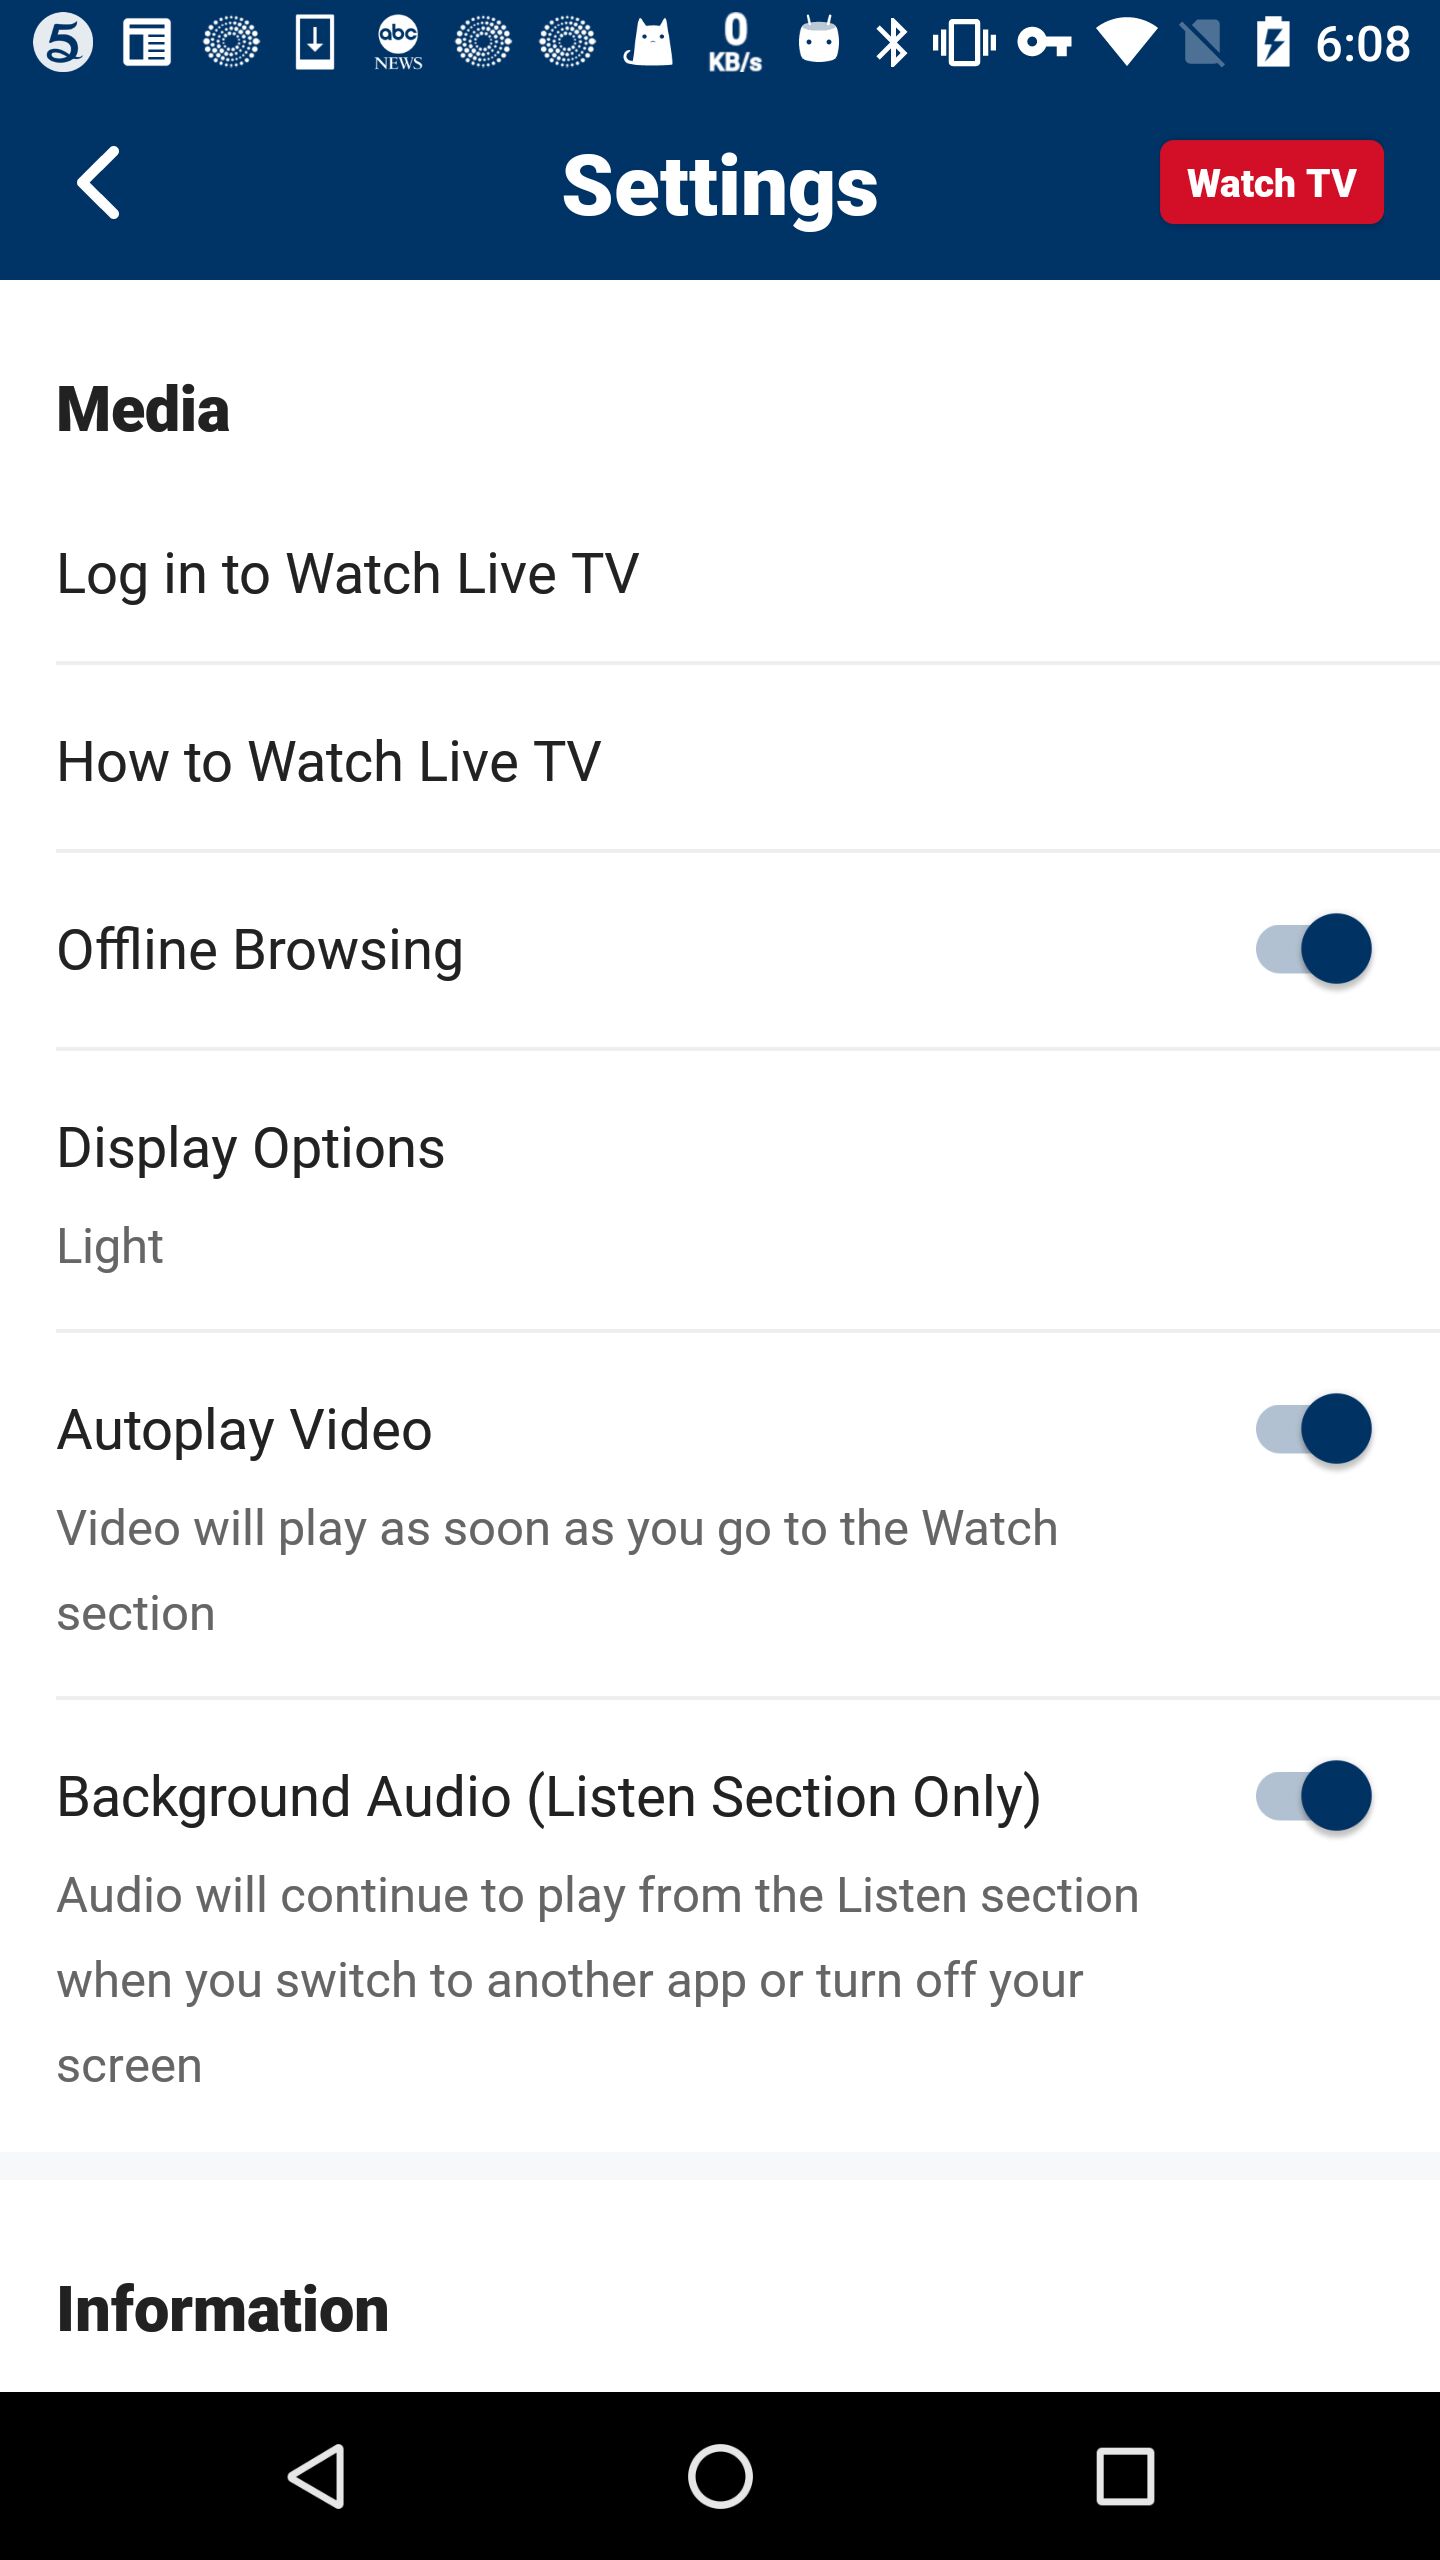 5 abc NEWS 0 KB/s 6:08
Settings
Watch TV
Media
Log in to Watch Live TV
How to Watch Live TV
Offline Browsing
Display Options
Light
Autoplay Video
Video will play as soon as you go to the Watch
section
Background Audio (Listen Section Only)
Audio will continue to play from the Listen section
when you switch to another app or turn off your
screen
Information